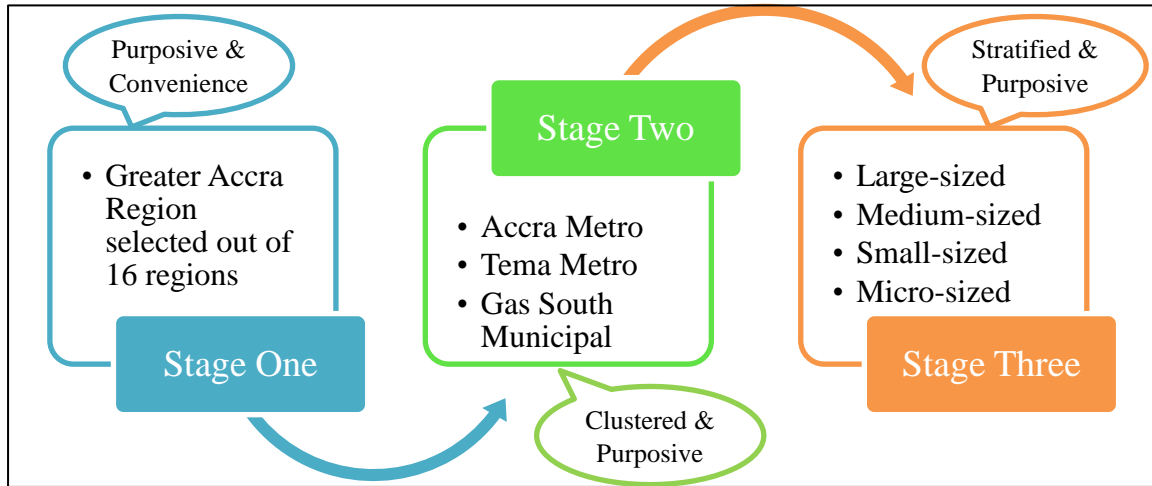 Purposive &
Convenience
• Greater Accra
Region
selected out of
16 regions
Stage One
Stage Two
• Accra Metro
• Tema Metro
• Gas South
Municipal
Clustered &
Purposive
Stratified &
Purposive
• Large-sized
• Medium-sized
• Small-sized
• Micro-sized
Stage Three